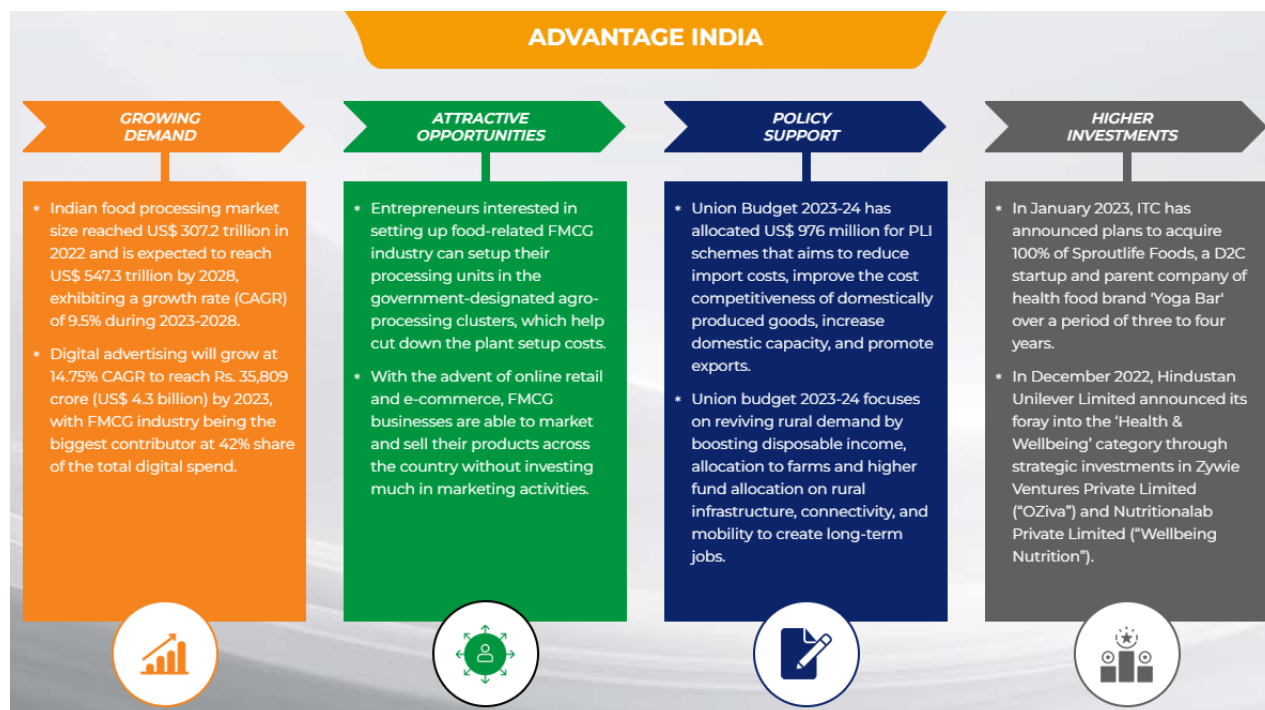 ADVANTAGE INDIA
GROWING
DEMAND
* Indian food processing market
size reached US$ 307.2 trillion in
2022 and is expected to reach
US$ 547.3 trillion by 2028,
exhibiting a growth rate (CAGR)
of 9.5% during 2023-2028.
* Digital advertising will grow at
14.75% CAGR to reach Rs. 35,809
crore (US$ 4.3 billion) by 2023,
with FMCG industry being the
biggest contributor at 42% share
of the total digital spend.
ATTRACTIVE
OPPORTUNITIES
* Entrepreneurs interested in
setting up food-related FMCG
industry can setup their
processing units in the
government-designated agro-
processing clusters, which help
cut down the plant setup costs.
* With the advent of online retail
and e-commerce, FMCG
businesses are able to market
and sell their products across
the country without investing
much in marketing activities.
POLICY
SUPPORT
* Union Budget 2023-24 has
allocated US$ 976 million for PLI
schemes that aims to reduce
import costs, improve the cost
competitiveness of domestically
produced goods, increase
domestic capacity, and promote
exports.
* Union budget 2023-24 focuses
on reviving rural demand by
boosting disposable income,
allocation to farms and higher
fund allocation on rural
infrastructure, connectivity, and
mobility to create long-term
jobs.
HIGHER
INVESTMENTS
* In January 2023, ITC has
announced plans to acquire
100% of Sproutlife Foods, a D2C
startup and parent company of
health food brand 'Yoga Bar'
over a period of three to four
years.
* In December 2022, Hindustan
Unilever Limited announced its
foray into the ‘Health &
Wellbeing’ category through
strategic investments in Zywie
Ventures Private Limited
(“OZiva”) and Nutritionalab
Private Limited (“Wellbeing
Nutrition”).